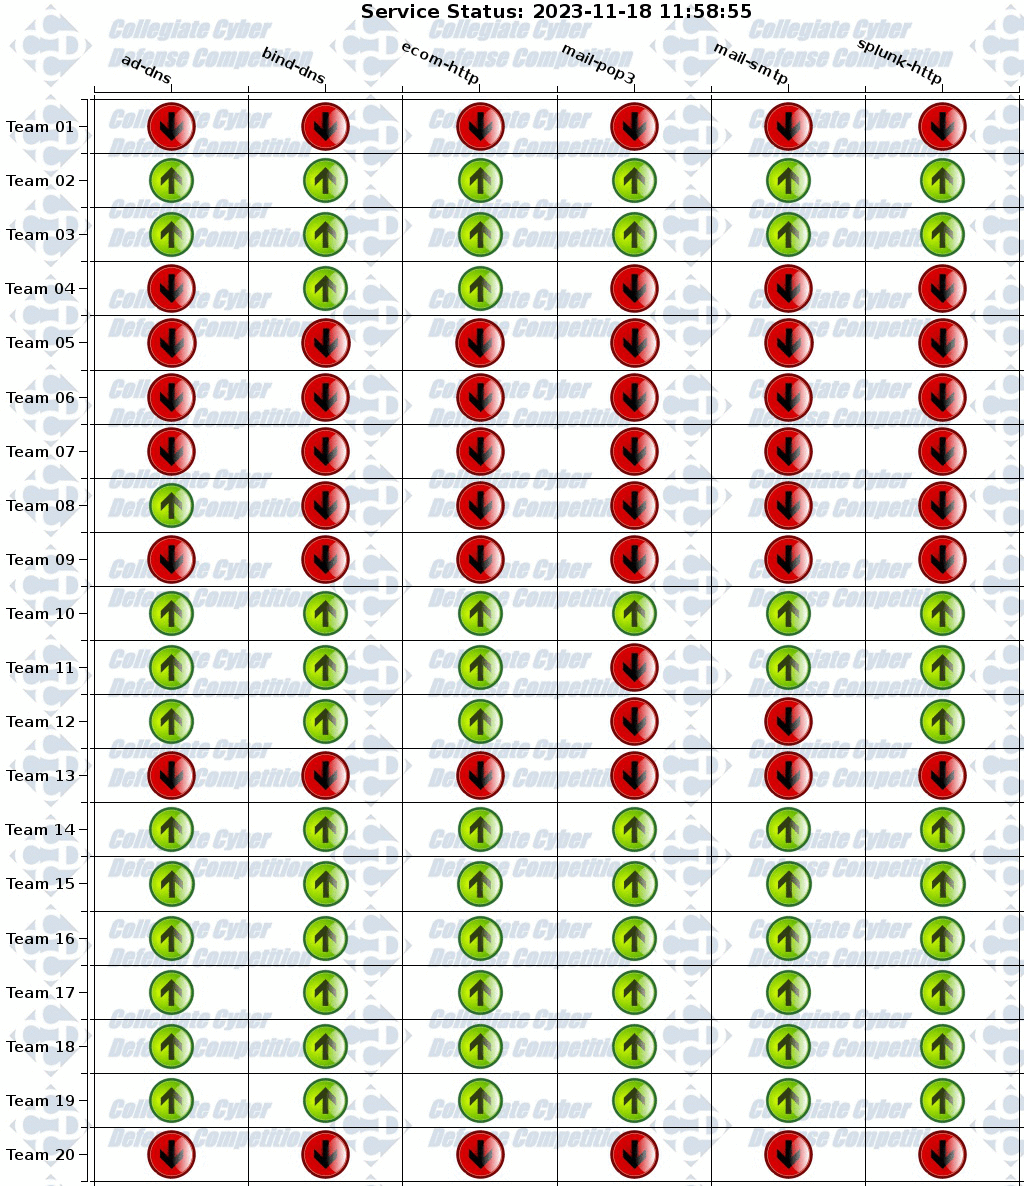 Service Status: 2023-11-18 11:58:55
ad-dns bind-dns ecom-http mail-pop3 mail-smtp splunk-http
Team 01
Team 02
Team 03
Team 04
Team 05
Team 06
Team 07
Team 08
Team 09
Team 10
Team 11
Team 12
Team 13
Team 14
Team 15
Team 16
Team 17
Team 18
Team 19
Team 20
Collegiate Cyber
Defense Competition